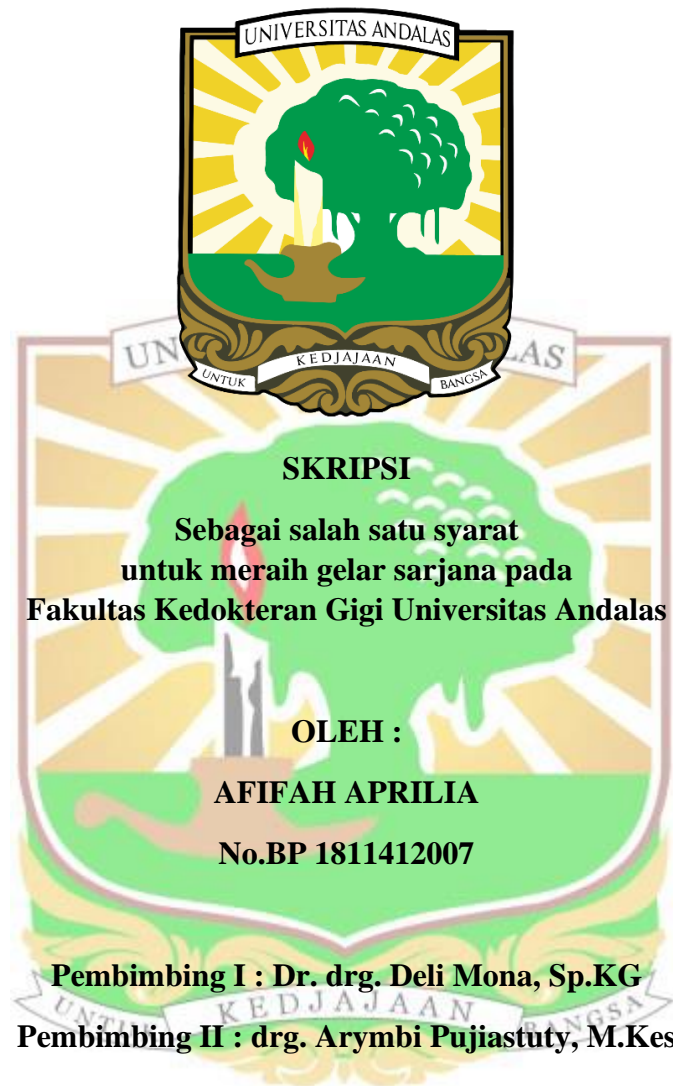 UNIVERSITAS ANDALAS
UNTUK KEDJAJAAN BANGSA
SKRIPSI
Sebagai salah satu syarat
untuk meraih gelar sarjana pada
Fakultas Kedokteran Gigi Universitas Andalas
OLEH :
AFIFAH APRILIA
No.BP 1811412007
Pembimbing I : Dr. drg. Deli Mona, Sp.KG
Pembimbing II : drg. Arymbi Pujiastuty, M.Kes